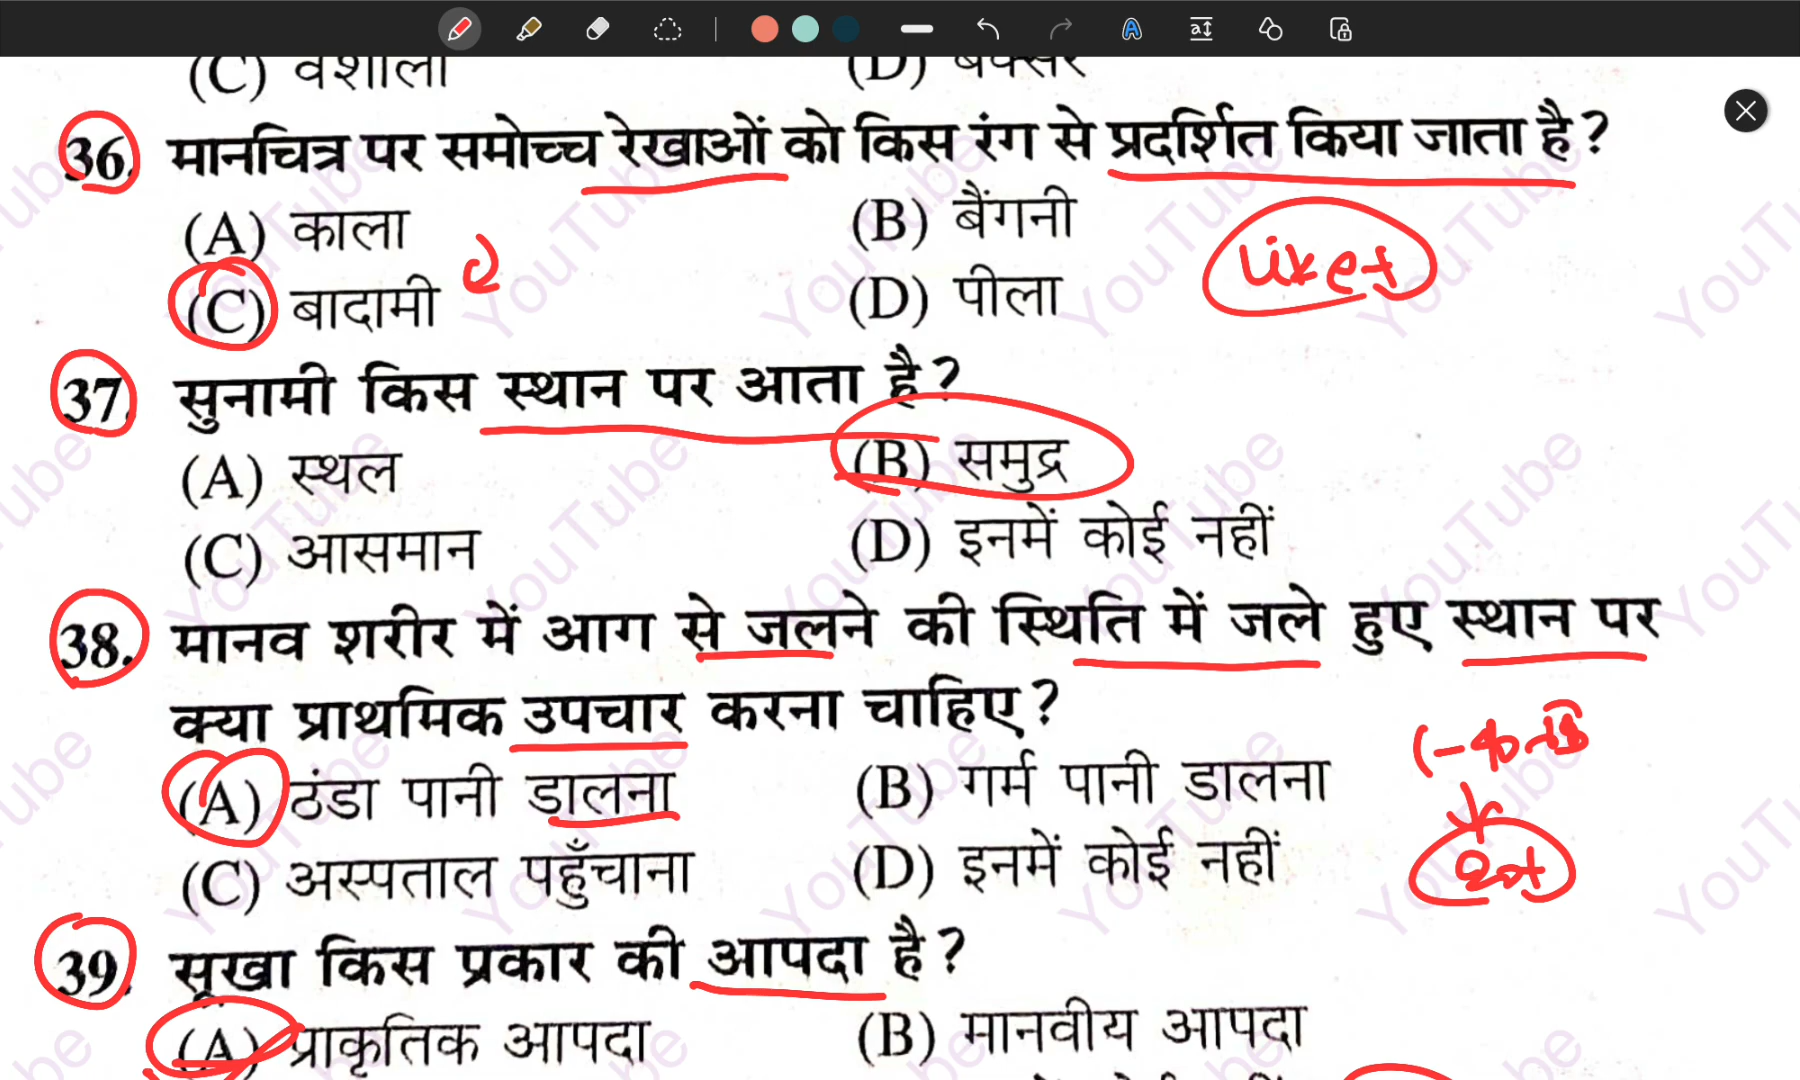 (C) वैशाली (D) बक्सर
36. मानचित्र पर समोच्च रेखाओं को किस रंग से प्रदर्शित किया जाता है?
(A) काला (B) बैंगनी
(C) बादामी (D) पीला
37. सुनामी किस स्थान पर आता है?
(A) स्थल (B) समुद्र
(C) आसमान (D) इनमें कोई नहीं
38. मानव शरीर में आग से जलने की स्थिति में जले हुए स्थान पर
क्या प्राथमिक उपचार करना चाहिए?
(A) ठंडा पानी डालना (B) गर्म पानी डालना
(C) अस्पताल पहुँचाना (D) इनमें कोई नहीं
39. सूखा किस प्रकार की आपदा है?
(A) प्राकृतिक आपदा (B) मानवीय आपदा